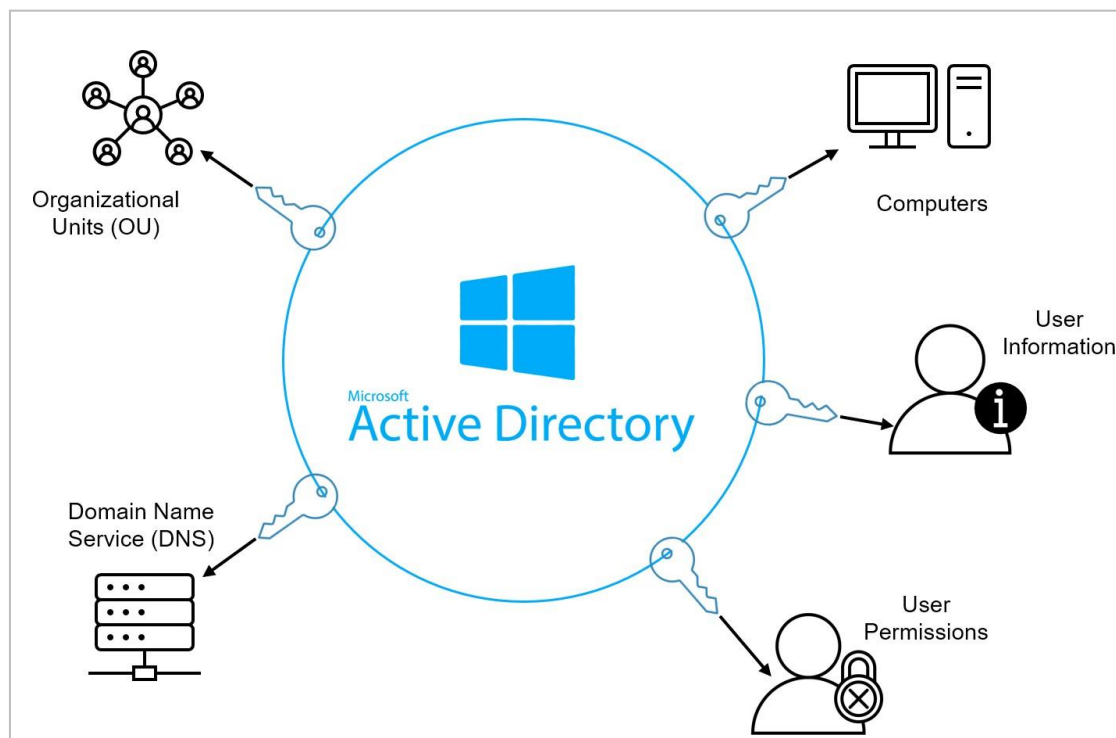 Organizational
Units (OU)
Computers
User
Information
Microsoft
Active Directory
Domain Name
Service (DNS)
User
Permissions